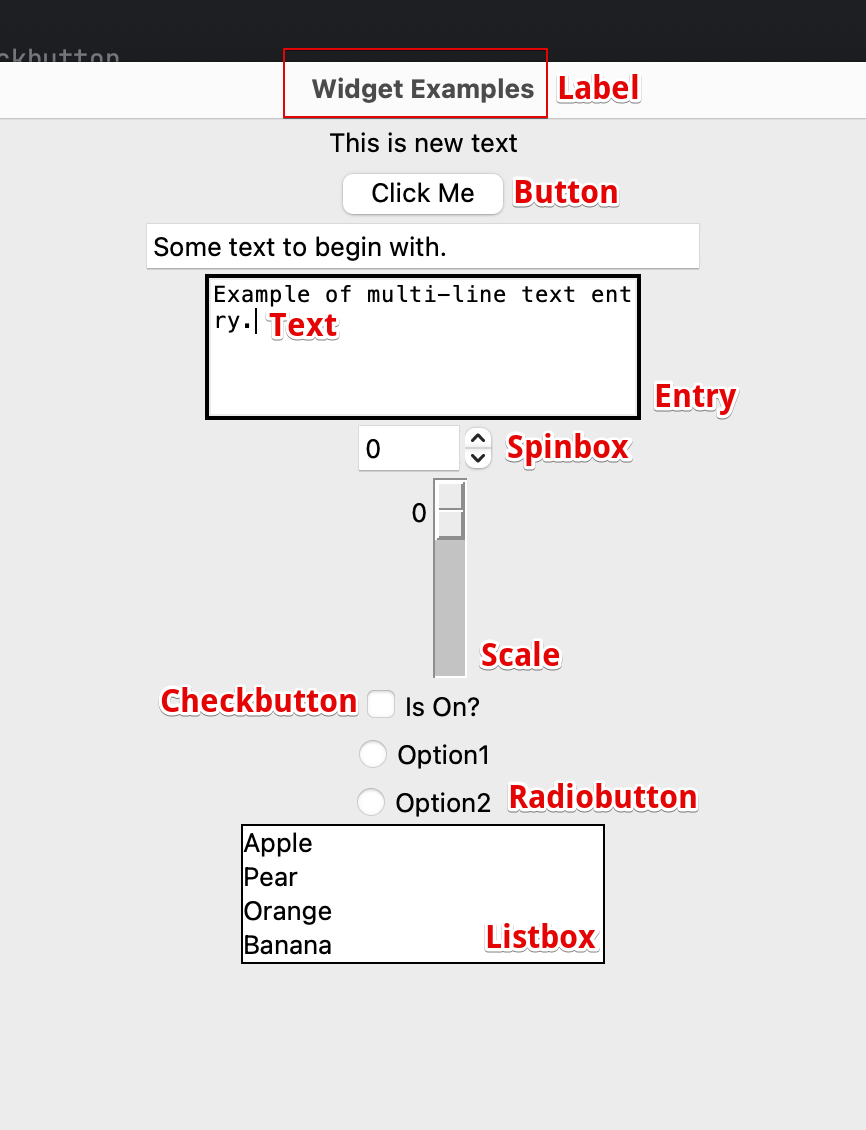 ckbutton
Widget Examples Label
This is new text
Click Me Button
Some text to begin with.
Example of multi-line text ent
ry. Text
Entry
0 Spinbox
0
Scale
Checkbutton Is On?
Option1
Option2 Radiobutton
Apple
Pear
Orange
Banana Listbox